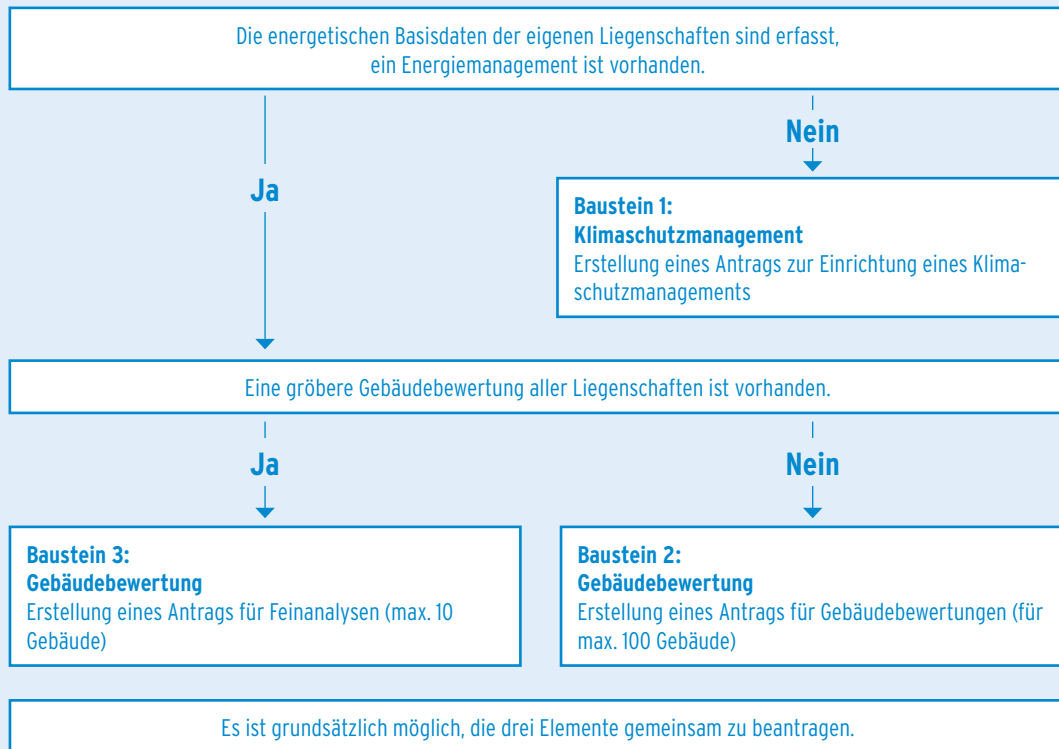 Die energetischen Basisdaten der eigenen Liegenschaften sind erfasst,
ein Energiemanagement ist vorhanden.
Nein
Ja
Baustein 1:
Klimaschutzmanagement
Erstellung eines Antrags zur Einrichtung eines Klima-
schutzmanagements
Eine gröbere Gebäudebewertung aller Liegenschaften ist vorhanden.
Ja
Nein
Baustein 3:
Gebäudebewertung
Erstellung eines Antrags für Feinanalysen (max. 10
Gebäude)
Baustein 2:
Gebäudebewertung
Erstellung eines Antrags für Gebäudebewertungen (für
max. 100 Gebäude)
Es ist grundsätzlich möglich, die drei Elemente gemeinsam zu beantragen.